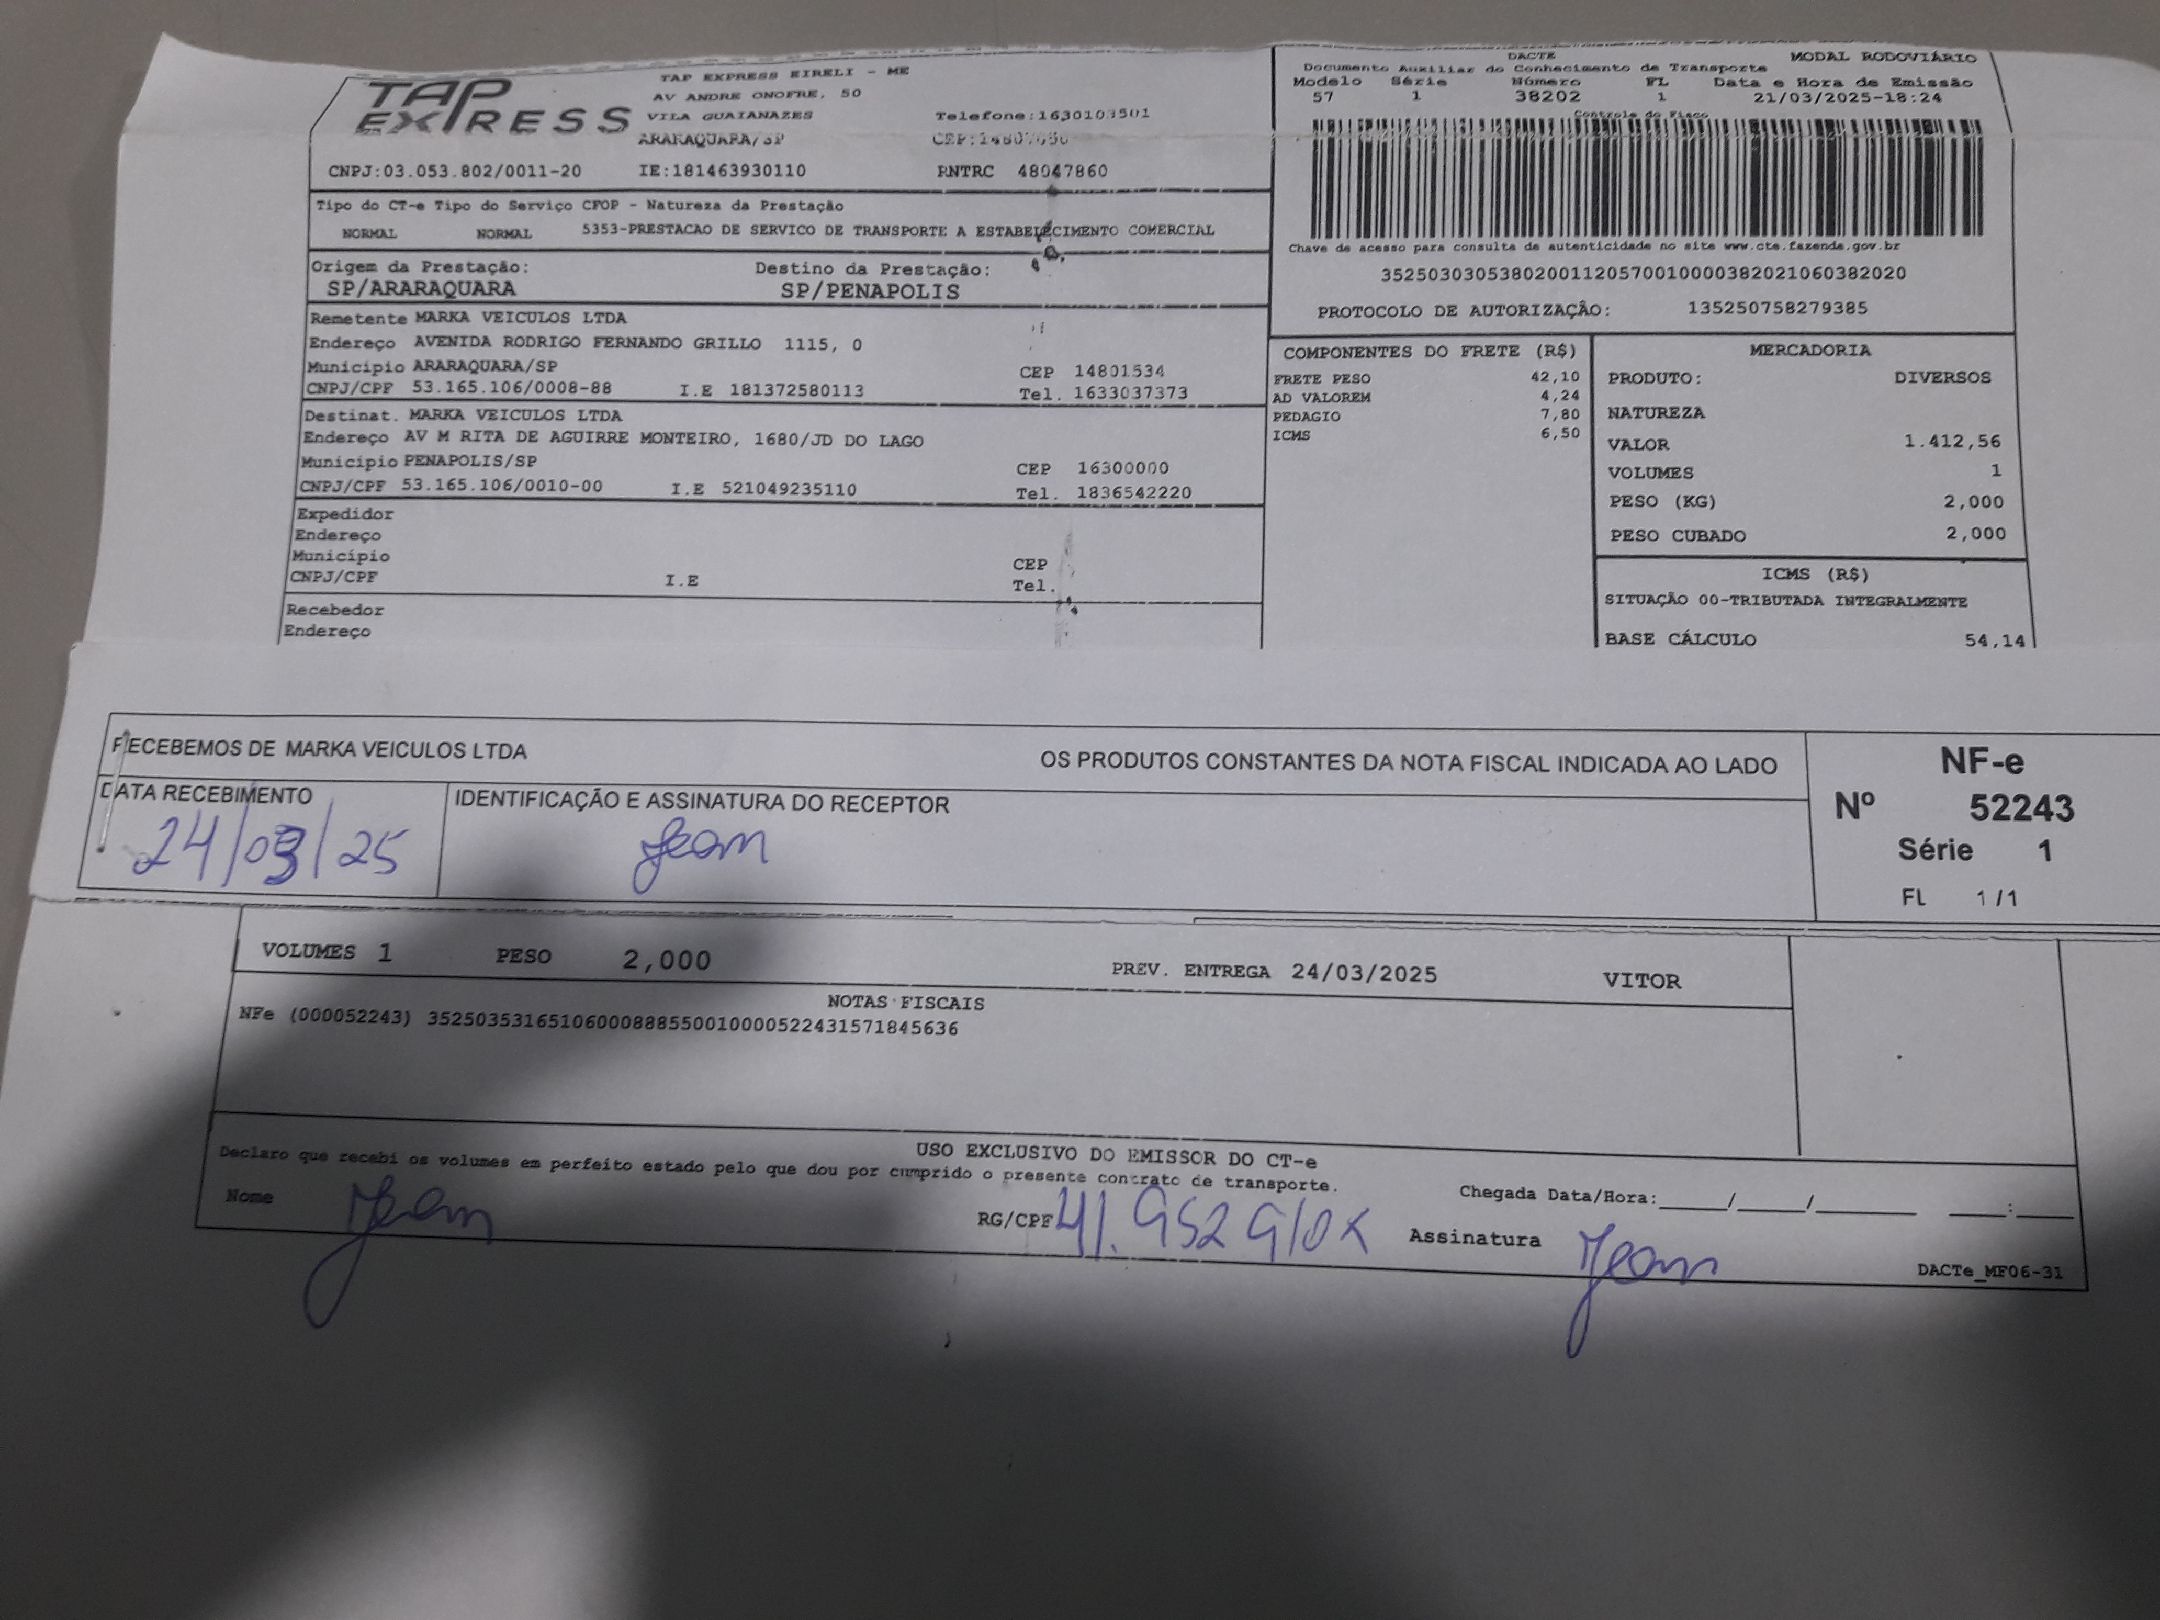 TAP EXPRESS
TAP EXPRESS EIRELI - ME
AV ANDRE ONOFRE, 50
VILA GUAIANAZES Telefone:1630103501
ARARAQUARA/SP
CNPJ:03.053.802/0011-20 IE:181463930110 RNTRC 48047860
Tipo do CT-e Tipo do Serviço CFOP - Natureza da Prestação
NORMAL NORMAL 5353-PRESTACAO DE SERVICO DE TRANSPORTE A ESTABELECIMENTO COMERCIAL
Origem da Prestação: Destino da Prestação:
SP/ARARAQUARA SP/PENAPOLIS
Remetente MARKA VEICULOS LTDA
Endereço AVENIDA RODRIGO FERNANDO GRILLO 1115, 0
Município ARARAQUARA/SP CEP 14801534
CNPJ/CPF 53.165.106/0008-88 I.E 181372580113 Tel. 1633037373
Destinat. MARKA VEICULOS LTDA
Endereço AV M RITA DE AGUIRRE MONTEIRO, 1680/JD DO LAGO
Município PENAPOLIS/SP CEP 16300000
CNPJ/CPF 53.165.106/0010-00 I.E 521049235110 Tel. 1836542220
Expedidor
Endereço
Município CEP
CNPJ/CPF I.E Tel.
Recebedor
Endereço
DACTE MODAL RODOVIÁRIO
Documento Auxiliar do Conhecimento de Transporte
Modelo Série Número FL Data e Hora de Emissão
57 1 38202 1 21/03/2025-18:24
Controle do Fisco
Chave de acesso para consulta de autenticidade no site www.cte.fazenda.gov.br
35250303053802001120570010000382021060382020
PROTOCOLO DE AUTORIZAÇÃO: 135250758279385
COMPONENTES DO FRETE (R$)
FRETE PESO 42,10
AD VALOREM 4,24
PEDAGIO 7,80
ICMS 6,50
MERCADORIA
PRODUTO: DIVERSOS
NATUREZA
VALOR 1.412,56
VOLUMES 1
PESO (KG) 2,000
PESO CUBADO 2,000
ICMS (R$)
SITUAÇÃO 00-TRIBUTADA INTEGRALMENTE
BASE CÁLCULO 54,14
RECEBEMOS DE MARKA VEICULOS LTDA OS PRODUTOS CONSTANTES DA NOTA FISCAL INDICADA AO LADO
DATA RECEBIMENTO IDENTIFICAÇÃO E ASSINATURA DO RECEPTOR
24/03/25 Jean
NF-e
Nº 52243
Série 1
FL 1/1
VOLUMES 1 PESO 2,000 PREV. ENTREGA 24/03/2025 VITOR
NOTAS FISCAIS
NFe (000052243) 35250353165106000888550010000522431571845636
USO EXCLUSIVO DO EMISSOR DO CT-e
Declaro que recebi os volumes em perfeito estado pelo que dou por cumprido o presente contrato de transporte.
Nome Jean RG/CPF 41.952910X Chegada Data/Hora:____/____/______ ___:___
Assinatura Jean
DACTe_MF06-31